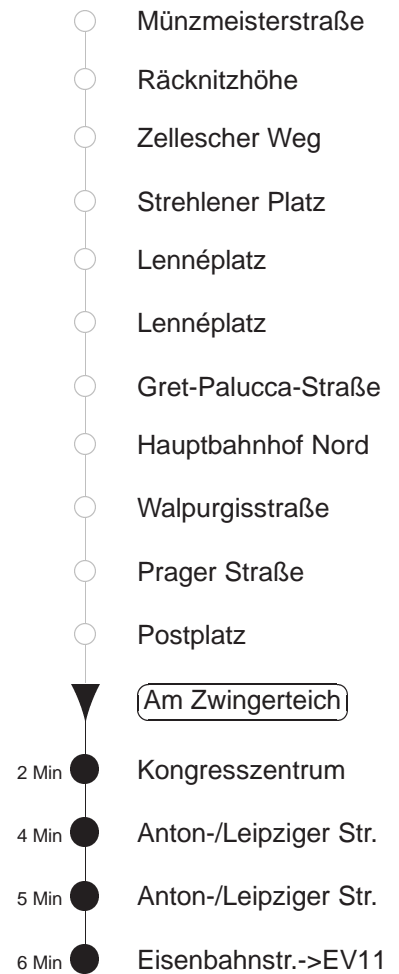 Münzmeisterstraße
Räcknitzhöhe
Zellescher Weg
Strehlener Platz
Lennéplatz
Lennéplatz
Gret-Palucca-Straße
Hauptbahnhof Nord
Walpurgisstraße
Prager Straße
Postplatz
Am Zwingerteich
2 Min Kongresszentrum
4 Min Anton-/Leipziger Str.
5 Min Anton-/Leipziger Str.
6 Min Eisenbahnstr.->EV11